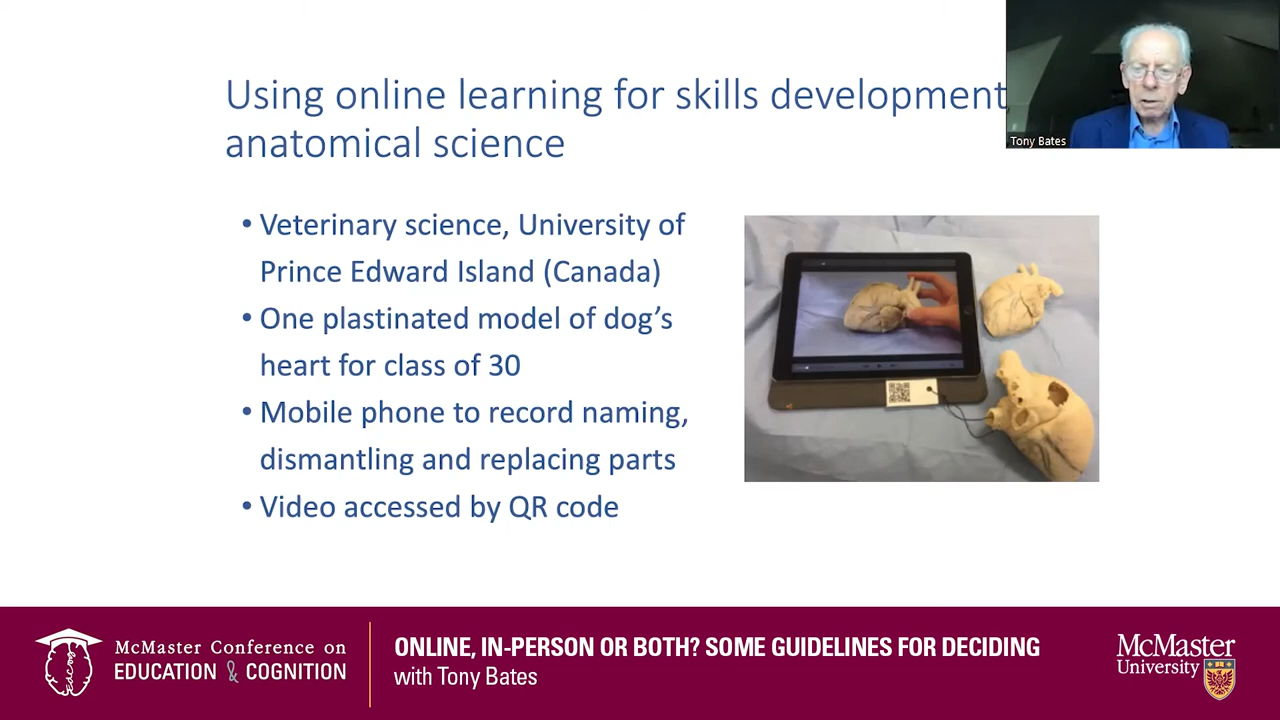 Using online learning for skills development
anatomical science
Tony Bates
• Veterinary science, University of
Prince Edward Island (Canada)
• One plastinated model of dog's
heart for class of 30
• Mobile phone to record naming,
dismantling and replacing parts
• Video accessed by QR code
McMaster Conference on
EDUCATION & COGNITION
ONLINE, IN-PERSON OR BOTH? SOME GUIDELINES FOR DECIDING
with Tony Bates
McMaster
University